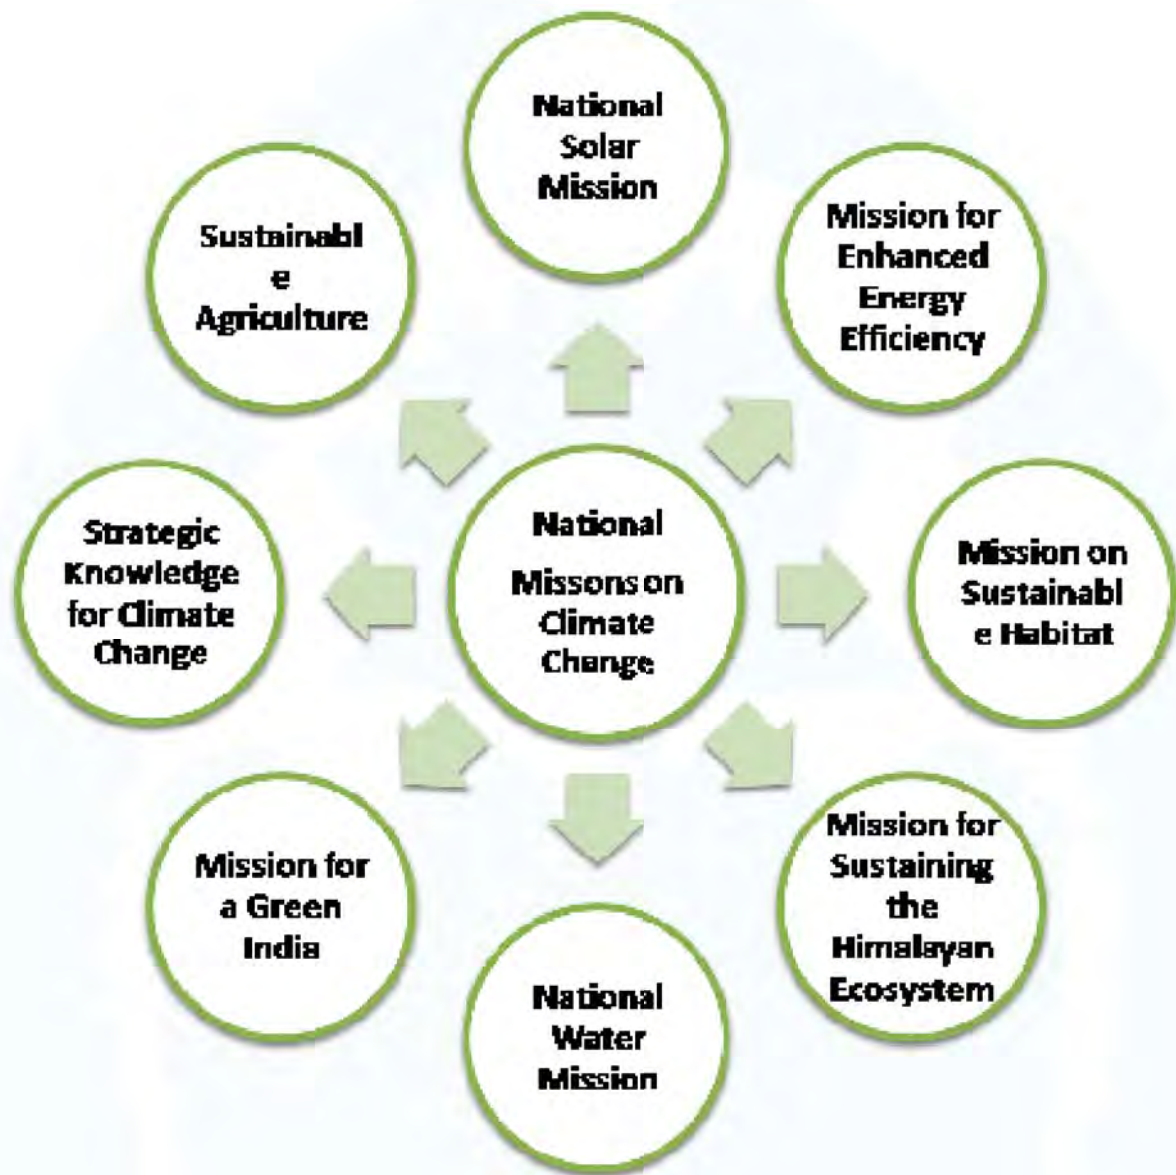 National
Solar
Mission
Mission for
Enhanced
Energy
Efficiency
Mission on
Sustainabl
e Habitat
Mission for
Sustaining
the
Himalayan
Ecosystem
National
Water
Mission
Mission for
a Green
India
Strategic
Knowledge
for Climate
Change
Sustainabl
e
Agriculture
National
Missons on
Climate
Change